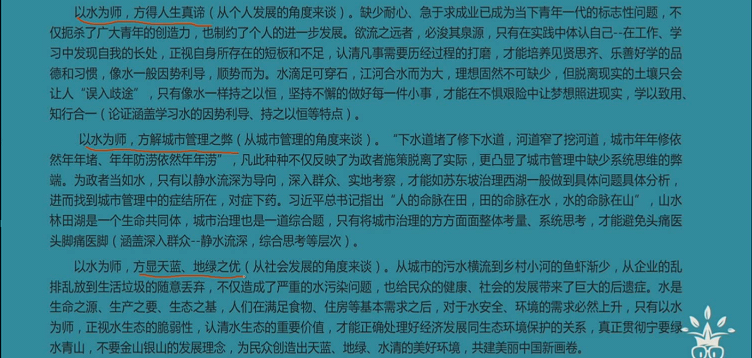 以水为师，方得人生真谛（从个人发展的角度来谈）。缺少耐心、急于求成业已成为当下青年一代的标志性问题，不
仅扼杀了广大青年的创造力，也制约了个人的进一步发展。欲流之远者，必浚其泉源，只有在实践中体认自己--在工作、学
习中发现自我的长处，正视自身所存在的短板和不足，认清凡事需要历经过程的打磨，才能培养见贤思齐、乐善好学的品
德和习惯，像水一般因势利导，顺势而为。水滴足可穿石，江河合水而为大，理想固然不可缺少，但脱离现实的土壤只会
让人“误入歧途”，只有像水一样持之以恒，坚持不懈的做好每一件小事，才能在不惧艰险中让梦想照进现实，学以致用、
知行合一（论证涵盖学习水的因势利导、持之以恒等特点）。
以水为师，方解城市管理之弊（从城市管理的角度来谈）。“下水道堵了修下水道，河道窄了挖河道，城市年年修依
然年年堵、年年防涝依然年年涝”，凡此种种不仅反映了为政者施策脱离了实际，更凸显了城市管理中缺少系统思维的弊
端。为政者当如水，只有以静水流深为导向，深入群众、实地考察，才能如苏东坡治理西湖一般做到具体问题具体分析，
进而找到城市管理中的症结所在，对症下药。习近平总书记指出“人的命脉在田，田的命脉在水，水的命脉在山”，山水
林田湖是一个生命共同体，城市治理也是一道综合题，只有将城市治理的方方面面整体考量、系统思考，才能避免头痛医
头脚痛医脚（涵盖深入群众--静水流深，综合思考等层次）。
以水为师，方显天蓝、地绿之优（从社会发展的角度来谈）。从城市的污水横流到乡村小河的鱼虾渐少，从企业的乱
排乱放到生活垃圾的随意丢弃，不仅造成了严重的水污染问题，也给民众的健康、社会的发展带来了巨大的后遗症。水是
生命之源、生产之要、生态之基，人们在满足食物、住房等基本需求之后，对于水安全、环境的需求必然上升，只有以水
为师，正视水生态的脆弱性，认清水生态的重要价值，才能正确处理好经济发展同生态环境保护的关系，真正贯彻宁要绿
水青山，不要金山银山的发展理念，为民众创造出天蓝、地绿、水清的美好环境，共建美丽中国新画卷。